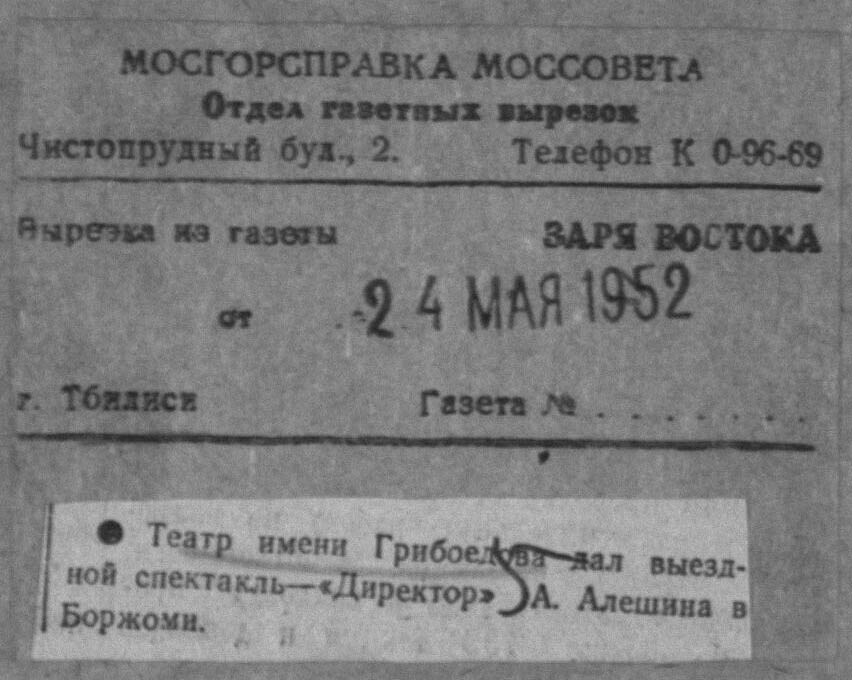 МОСГОРСПРАВКА МОССОВЕТА
Отдел газетных вырезок
Чистопрудный бул., 2. Телефон К 0-96-69
Вырезка из газеты ЗАРЯ ВОСТОКА
от 24 МАЯ 1952
г. Тбилиси Газета № . . . . . . .
● Театр имени Грибоедова дал выезд-
ной спектакль—«Директор» А. Алешина в
Боржоми.